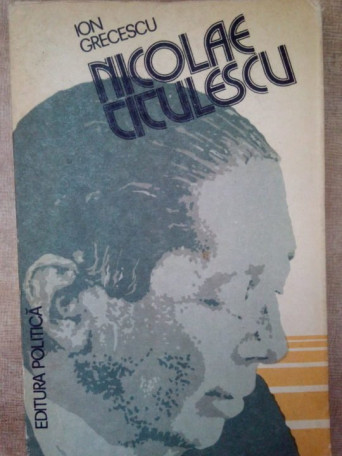 ION
GRECESCU
NICOLAE
TITULESCU
EDITURA POLITICĂ